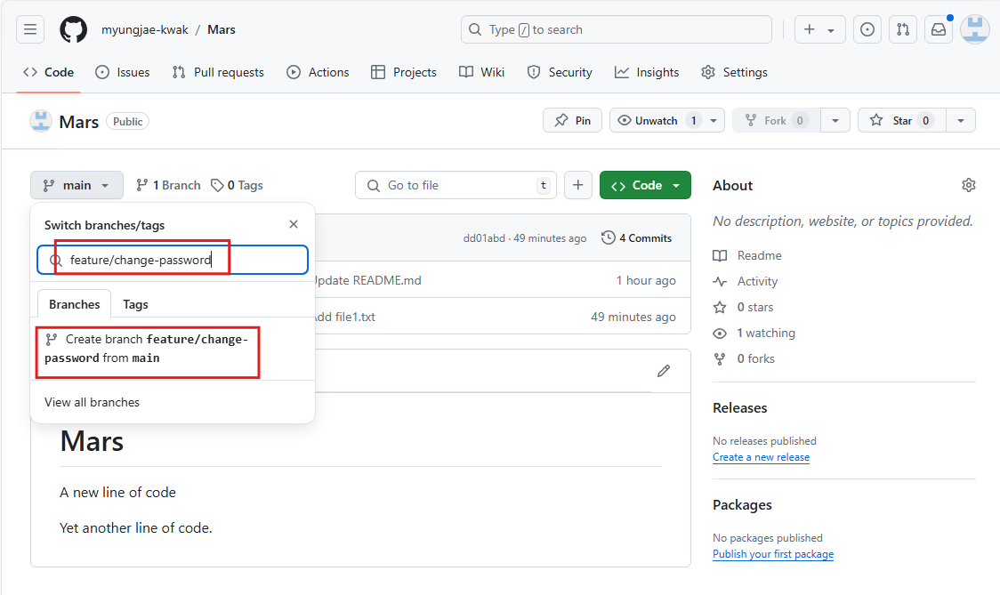 myungjae-kwak / Mars
Type / to search
Code
Issues
Pull requests
Actions
Projects
Wiki
Security
Insights
Settings
Mars Public
Pin
Unwatch 1
Fork 0
Star 0
main
1 Branch
0 Tags
Go to file t
Code
Switch branches/tags
feature/change-password
Branches
Tags
Create branch feature/change-
password from main
View all branches
dd01abd · 49 minutes ago
4 Commits
pdate README.md
1 hour ago
dd file1.txt
49 minutes ago
Mars
A new line of code
Yet another line of code.
About
No description, website, or topics provided.
Readme
Activity
0 stars
1 watching
0 forks
Releases
No releases published
Create a new release
Packages
No packages published
Publish your first package